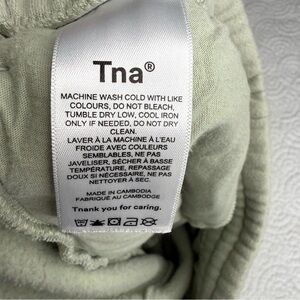 Tna®
MACHINE WASH COLD WITH LIKE
COLOURS, DO NOT BLEACH,
TUMBLE DRY LOW, COOL IRON
ONLY IF NEEDED, DO NOT DRY
CLEAN.
LAVER À LA MACHINE À L'EAU
FROIDE AVEC COULEURS
SEMBLABLES, NE PAS
JAVELISER, SÉCHER À BASSE
TEMPÉRATURE, REPASSAGE
DOUX SI NÉCESSAIRE, NE PAS
NETTOYER À SEC.
MADE IN CAMBODIA
FABRIQUÉ AU CAMBODGE
Thank you for caring.